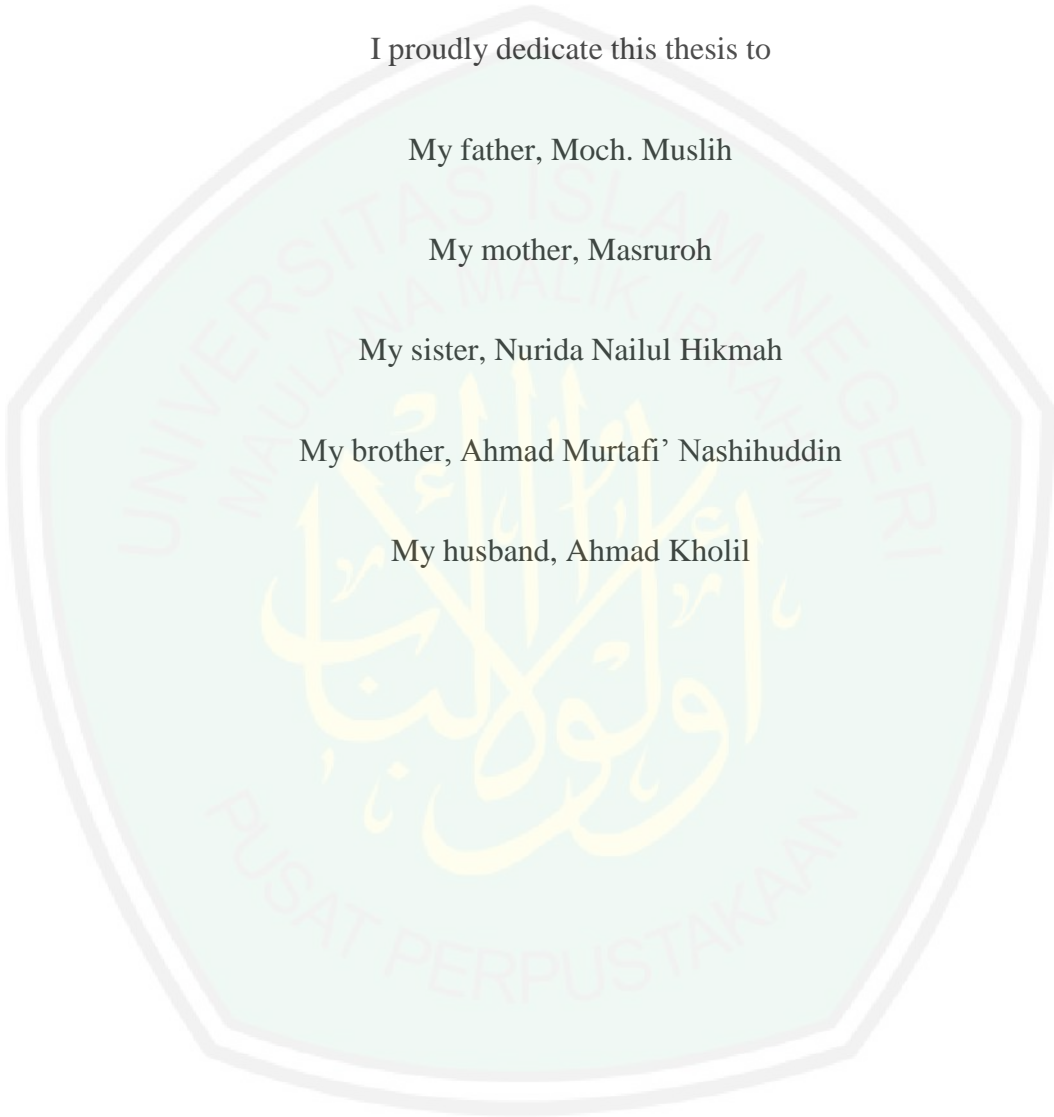 I proudly dedicate this thesis to
My father, Moch. Muslih
My mother, Masruroh
My sister, Nurida Nailul Hikmah
My brother, Ahmad Murtafi’ Nashihuddin
My husband, Ahmad Kholil
UNIVERSITAS ISLAM NEGERI
MAULANA MALIK IBRAHIM
PUSAT PERPUSTAKAAN